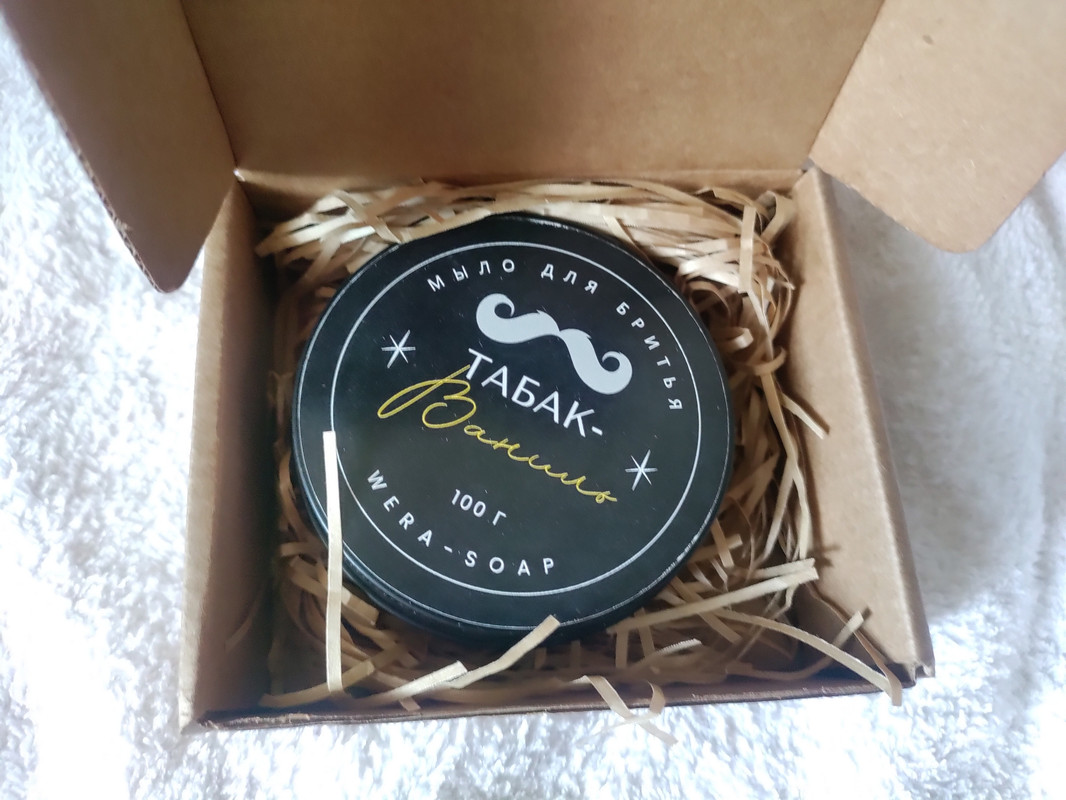 МЫЛО ДЛЯ БРИТЬЯ
ТАБАК-
Ваниль
100 Г
WERA-SOAP